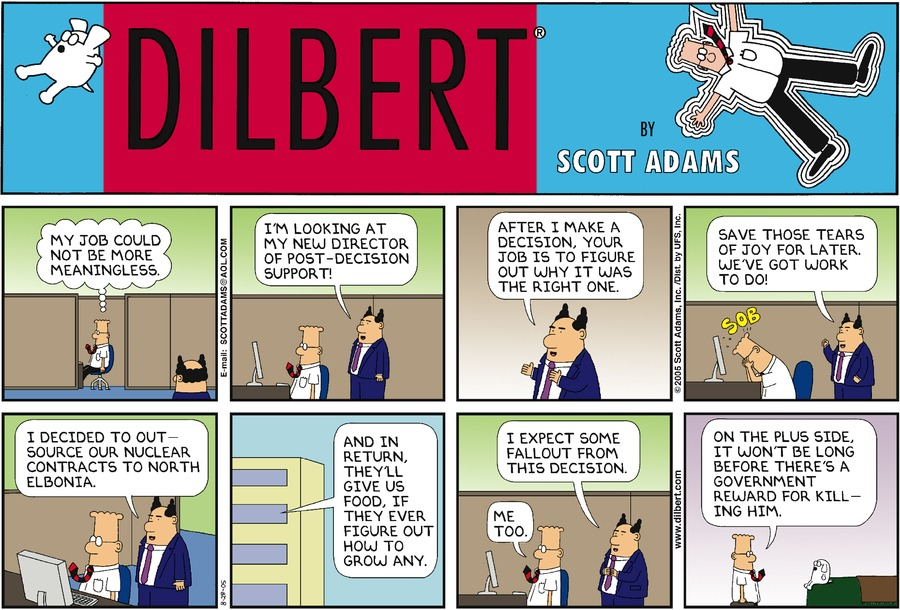 DILBERT®
BY
SCOTT ADAMS
MY JOB COULD
NOT BE MORE
MEANINGLESS.
E-mail: SCOTTADAMS@AOL.COM
I'M LOOKING AT
MY NEW DIRECTOR
OF POST-DECISION
SUPPORT!
AFTER I MAKE A
DECISION, YOUR
JOB IS TO FIGURE
OUT WHY IT WAS
THE RIGHT ONE.
©2005 Scott Adams, Inc./Dist. by UFS, Inc.
SAVE THOSE TEARS
OF JOY FOR LATER.
WE'VE GOT WORK
TO DO!
SOB
I DECIDED TO OUT-
SOURCE OUR NUCLEAR
CONTRACTS TO NORTH
ELBONIA.
8-28-05
AND IN
RETURN,
THEY'LL
GIVE US
FOOD, IF
THEY EVER
FIGURE OUT
HOW TO
GROW ANY.
I EXPECT SOME
FALLOUT FROM
THIS DECISION.
ME
TOO.
www.dilbert.com
ON THE PLUS SIDE,
IT WON'T BE LONG
BEFORE THERE'S A
GOVERNMENT
REWARD FOR KILL-
ING HIM.